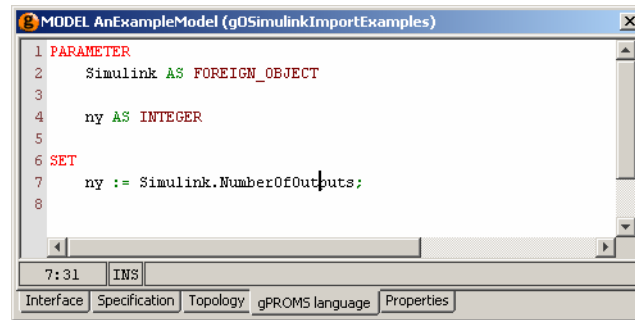 MODEL AnExampleModel (gOSimulinkImportExamples)
1 PARAMETER
2 Simulink AS FOREIGN_OBJECT
3
4 ny AS INTEGER
5
6 SET
7 ny := Simulink.NumberOfOutputs;
8
7:31 INS
Interface Specification Topology gPROMS language Properties